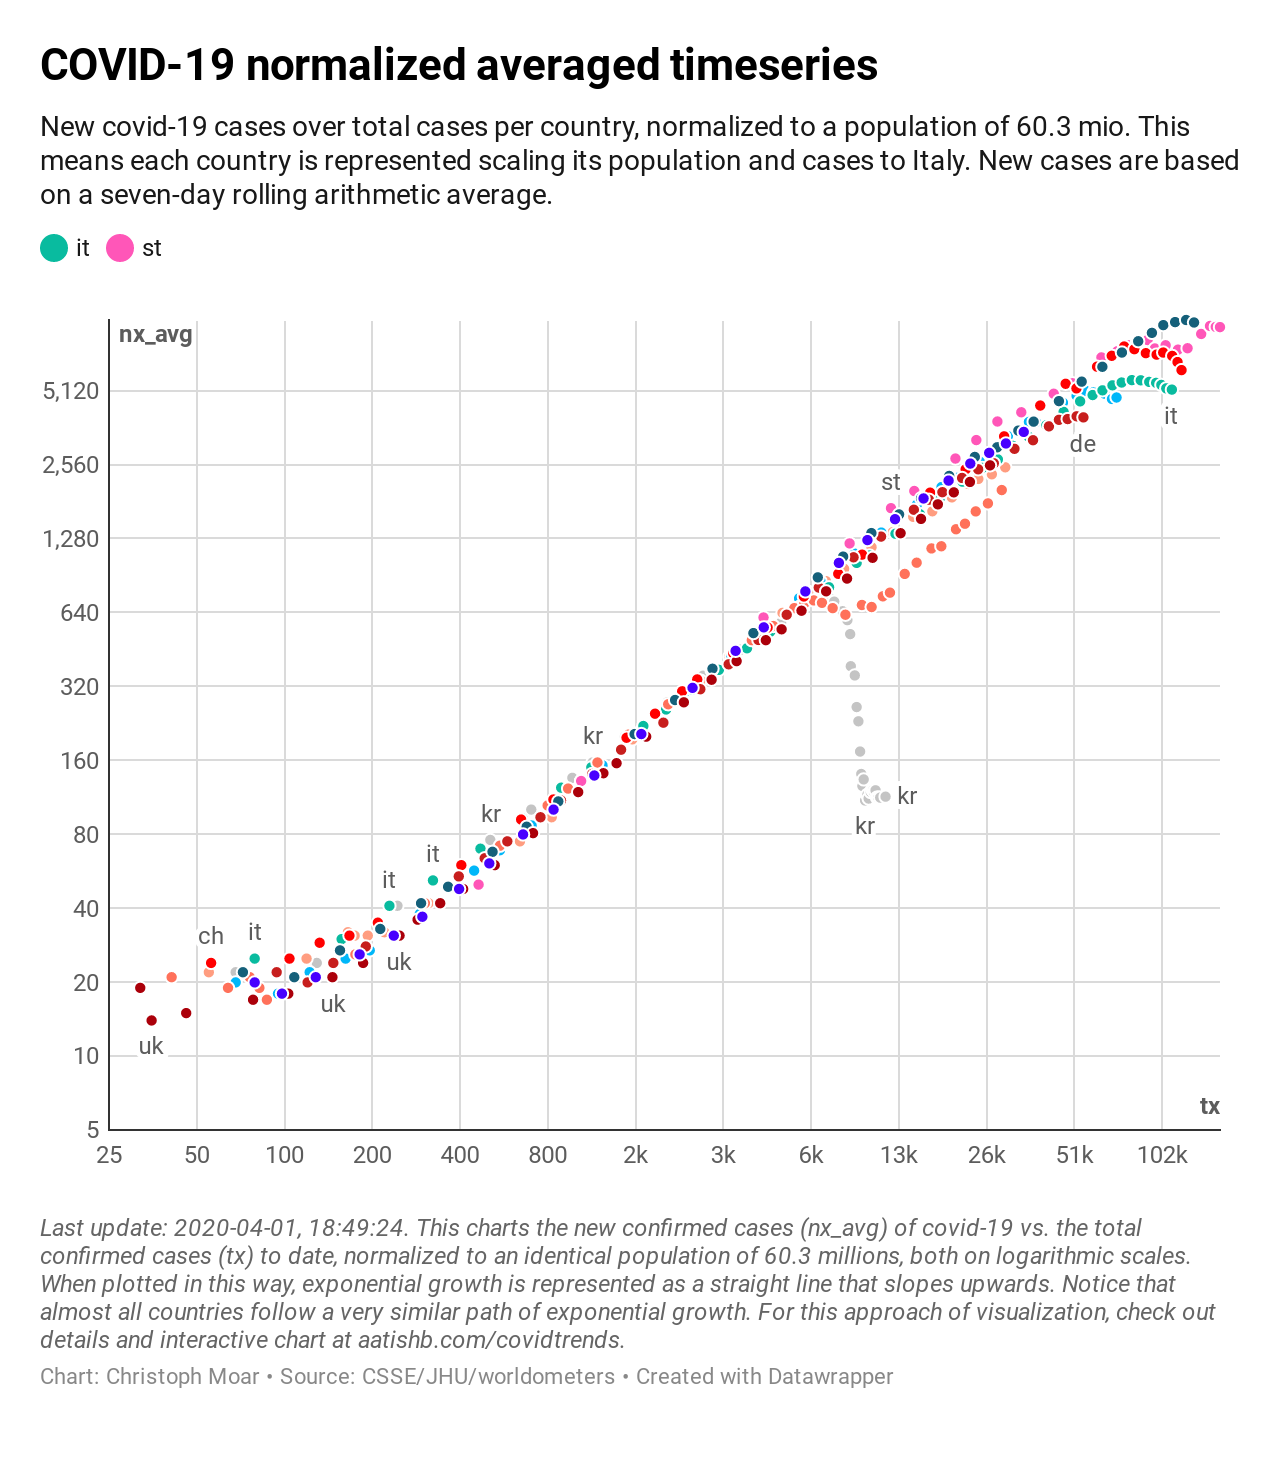 COVID-19 normalized averaged timeseries
New covid-19 cases over total cases per country, normalized to a population of 60.3 mio. This
means each country is represented scaling its population and cases to Italy. New cases are based
on a seven-day rolling arithmetic average.
it st
nx_avg
5,120
it
de
2,560
st
1,280
640
320
kr
160
kr
kr
kr
80
it
it
40
ch it
uk
20
uk
uk
10
tx
5
25 50 100 200 400 800 2k 3k 6k 13k 26k 51k 102k
Last update: 2020-04-01, 18:49:24. This charts the new confirmed cases (nx_avg) of covid-19 vs. the total
confirmed cases (tx) to date, normalized to an identical population of 60.3 millions, both on logarithmic scales.
When plotted in this way, exponential growth is represented as a straight line that slopes upwards. Notice that
almost all countries follow a very similar path of exponential growth. For this approach of visualization, check out
details and interactive chart at aatishb.com/covidtrends.
Chart: Christoph Moar • Source: CSSE/JHU/worldometers • Created with Datawrapper